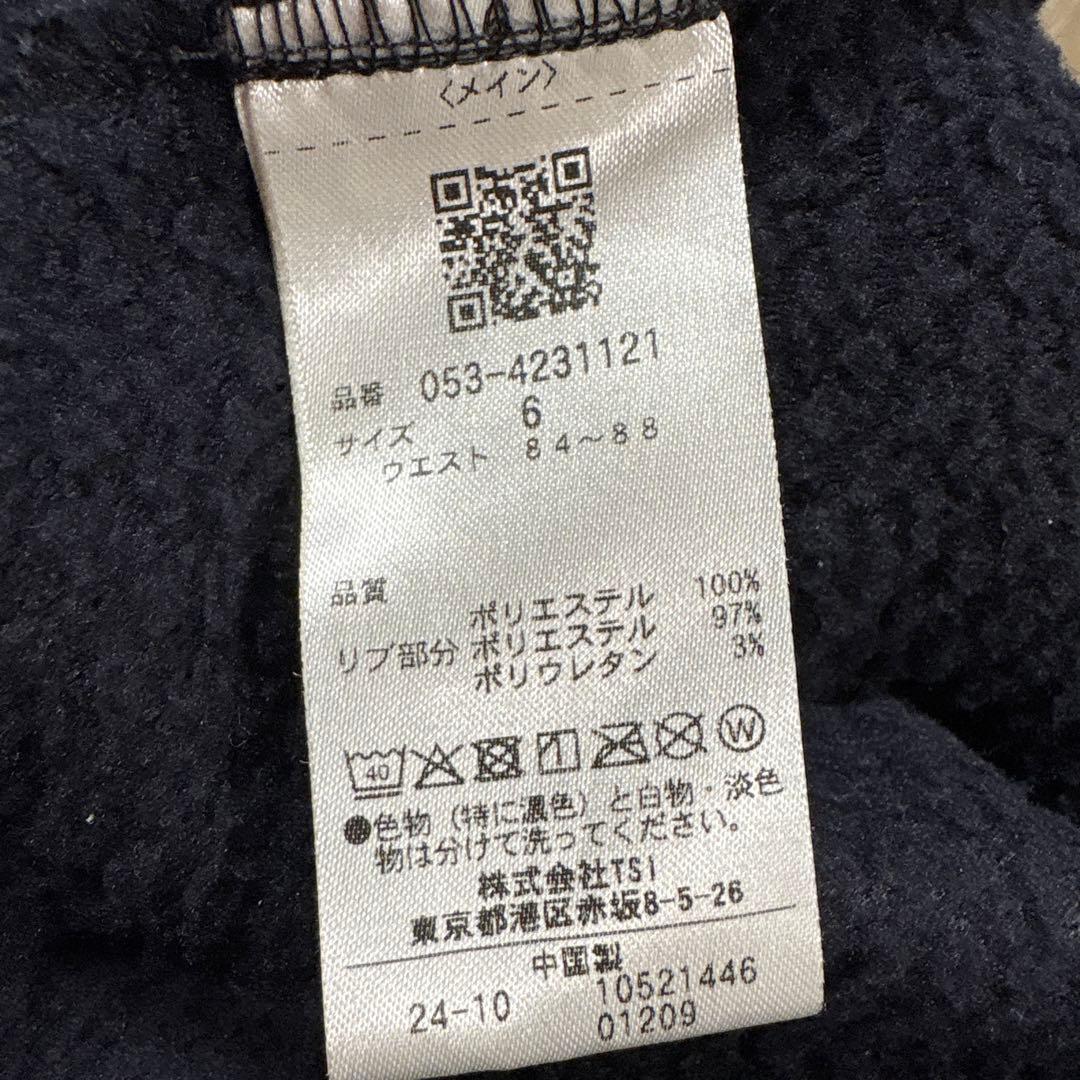 〈メイン〉
品番 053-4231121
サイズ 6
ウエスト 84～88
品質 ポリエステル 100%
リブ部分 ポリエステル 97%
ポリウレタン 3%
40 W
●色物（特に濃色）と白物・淡色
物は分けて洗ってください。
株式会社TSI
東京都港区赤坂8-5-26
中国製
24-10 10521446
01209